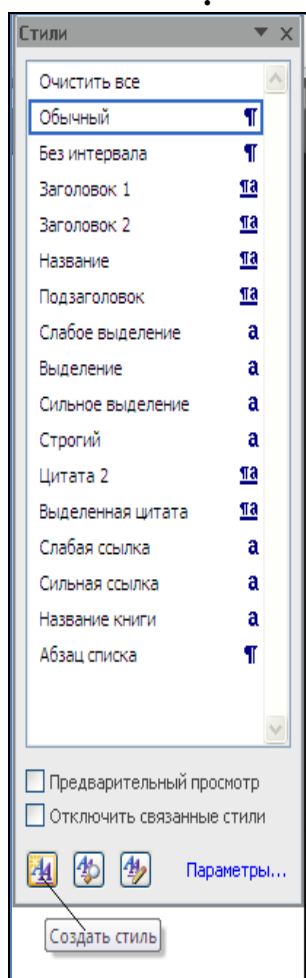 Стили
Очистить все
Обычный ¶
Без интервала ¶
Заголовок 1 ¶a
Заголовок 2 ¶a
Название ¶a
Подзаголовок ¶a
Слабое выделение a
Выделение a
Сильное выделение a
Строгий a
Цитата 2 ¶a
Выделенная цитата ¶a
Слабая ссылка a
Сильная ссылка a
Название книги a
Абзац списка ¶
Предварительный просмотр
Отключить связанные стили
Параметры...
Создать стиль